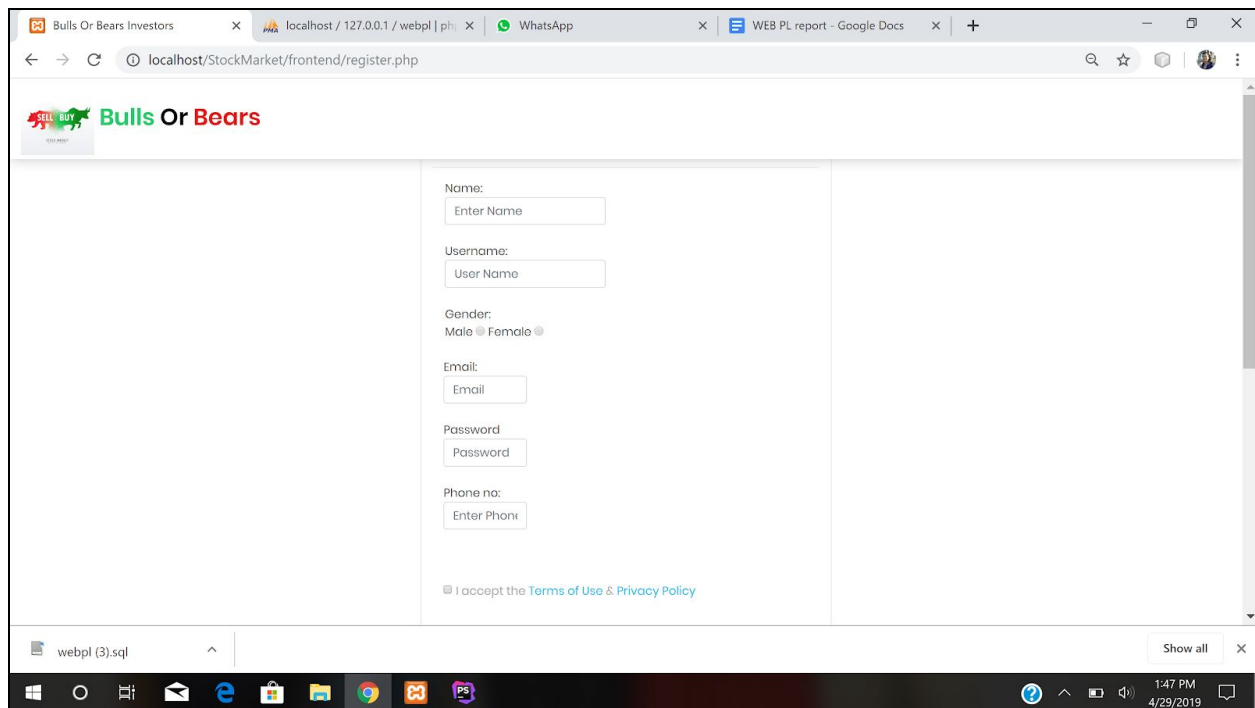 Bulls Or Bears Investors
localhost / 127.0.0.1 / webpl | ph
WhatsApp
WEB PL report - Google Docs
localhost/StockMarket/frontend/register.php
SELL BUY
Bulls Or Bears
Name:
Enter Name
Username:
User Name
Gender:
Male Female
Email:
Email
Password
Password
Phone no:
Enter Phon
I accept the Terms of Use & Privacy Policy
webpl (3).sql
Show all
PS
1:47 PM
4/29/2019